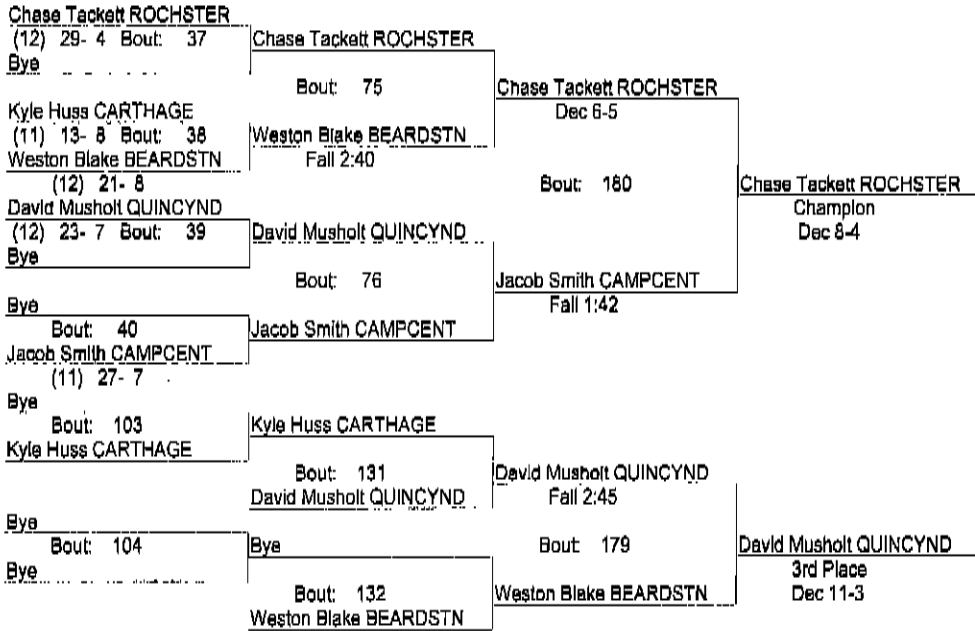 Chase Tackett ROCHSTER
(12) 29- 4 Bout: 37
Bye
Chase Tackett ROCHSTER
Bout: 75
Kyle Huss CARTHAGE
(11) 13- 8 Bout: 38
Weston Blake BEARDSTN
(12) 21- 8
Weston Blake BEARDSTN
Fall 2:40
Chase Tackett ROCHSTER
Dec 6-5
Bout: 180
David Musholt QUINCYND
(12) 23- 7 Bout: 39
Bye
David Musholt QUINCYND
Bout: 76
Bye
Bout: 40
Jacob Smith CAMPCENT
(11) 27- 7
Jacob Smith CAMPCENT
Jacob Smith CAMPCENT
Fall 1:42
Chase Tackett ROCHSTER
Champion
Dec 8-4
Bye
Bout: 103
Kyle Huss CARTHAGE
Kyle Huss CARTHAGE
Bout: 131
David Musholt QUINCYND
David Musholt QUINCYND
Fall 2:45
Bout 179
Bye
Bout: 104
Bye
Bye
Bout: 132
Weston Blake BEARDSTN
Weston Blake BEARDSTN
David Musholt QUINCYND
3rd Place
Dec 11-3